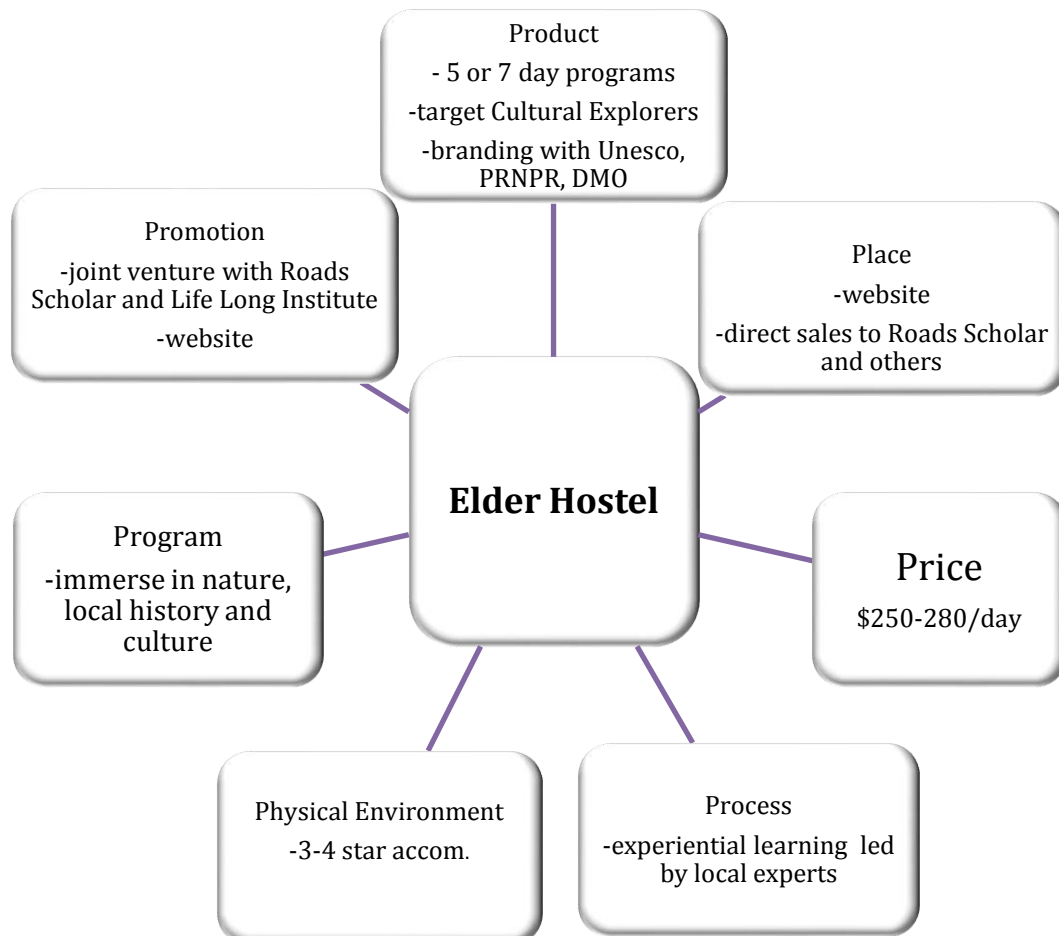 Product
- 5 or 7 day programs
-target Cultural Explorers
-branding with Unesco,
PRNPR, DMO
Promotion
-joint venture with Roads
Scholar and Life Long Institute
-website
Place
-website
-direct sales to Roads Scholar
and others
Elder Hostel
Program
-immerse in nature,
local history and
culture
Price
$250-280/day
Physical Environment
-3-4 star accom.
Process
-experiential learning led
by local experts